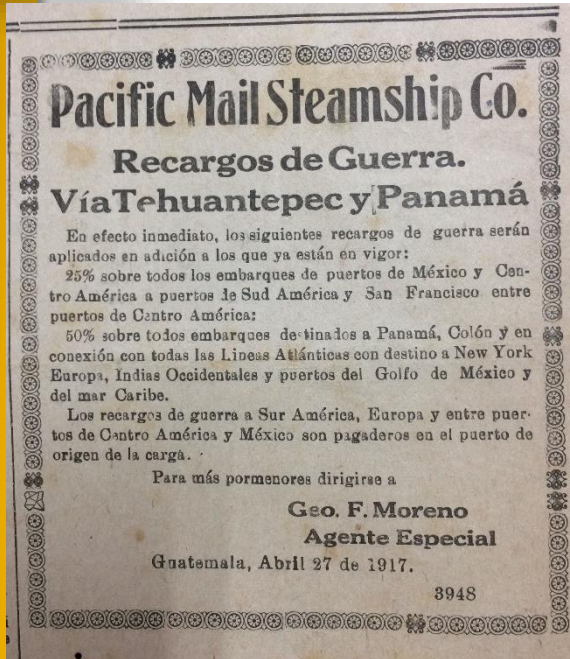 Pacific Mail Steamship Co.
Recargos de Guerra.
Vía Tehuantepec y Panamá
En efecto inmediato, los siguientes recargos de guerra serán
aplicados en adición a los que ya están en vigor:
25% sobre todos los embarques de puertos de México y Cen-
tro América a puertos de Sud América y San Francisco entre
puertos de Centro América:
50% sobre todos embarques destinados a Panamá, Colón y en
conexión con todas las Lineas Atlánticas con destino a New York
Europa, Indias Occidentales y puertos del Golfo de México y
del mar Caribe.
Los recargos de guerra a Sur América, Europa y entre puer-
tos de Centro América y México son pagaderos en el puerto de
origen de la carga.
Para más pormenores dirigirse a
Geo. F. Moreno
Agente Especial
Guatemala, Abril 27 de 1917.
3948